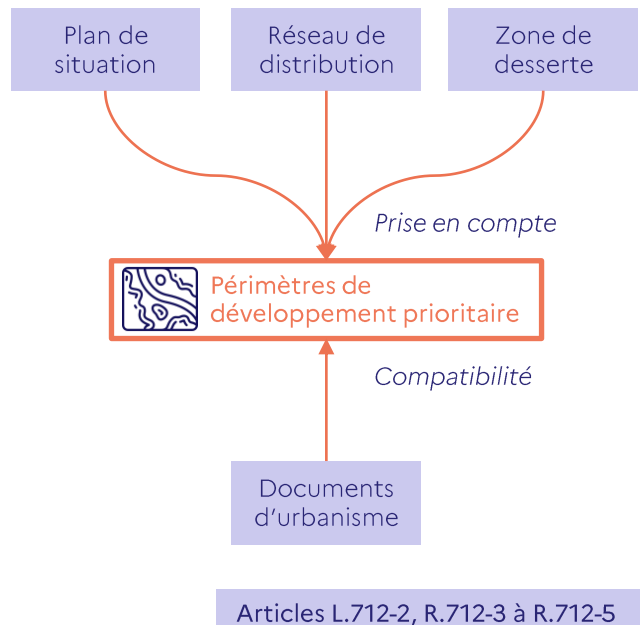 Plan de
situation
Réseau de
distribution
Zone de
desserte
Prise en compte
Périmètres de
développement prioritaire
Compatibilité
Documents
d'urbanisme
Articles L.712-2, R.712-3 à R.712-5